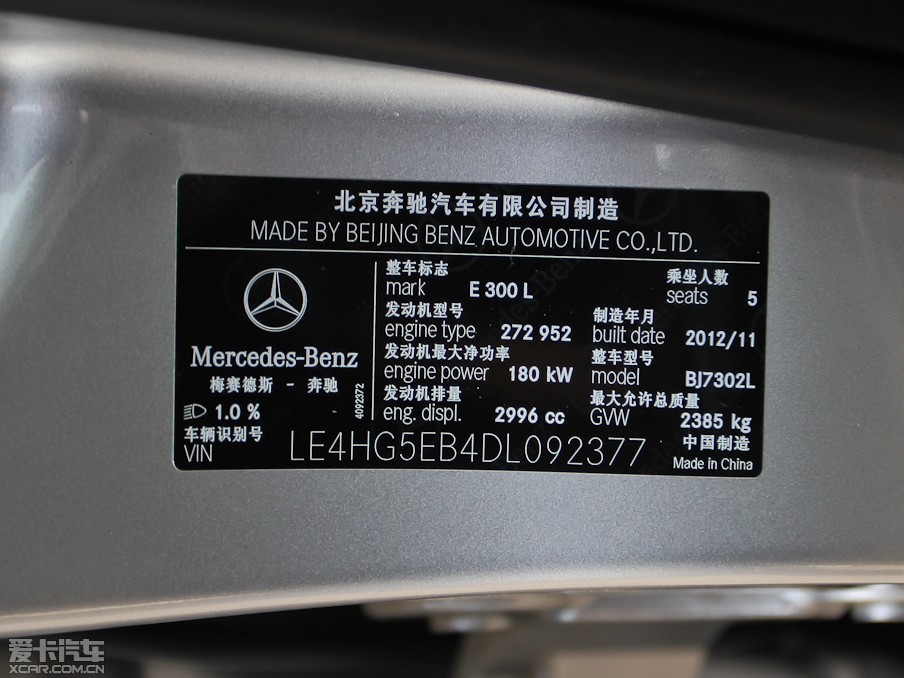 北京奔驰汽车有限公司制造
MADE BY BEIJING BENZ AUTOMOTIVE CO.,LTD.
整车标志
mark E 300 L
乘坐人数
seats 5
发动机型号
engine type 272 952
制造年月
built date 2012/11
发动机最大净功率
engine power 180 kW
整车型号
model BJ7302L
发动机排量
eng. displ. 2996 cc
最大允许总质量
GVW 2385 kg
Mercedes-Benz
梅赛德斯 - 奔驰
1.0 %
4092372
车辆识别号
VIN LE4HG5EB4DL092377
中国制造
Made in China
爱卡汽车
XCAR.COM.CN